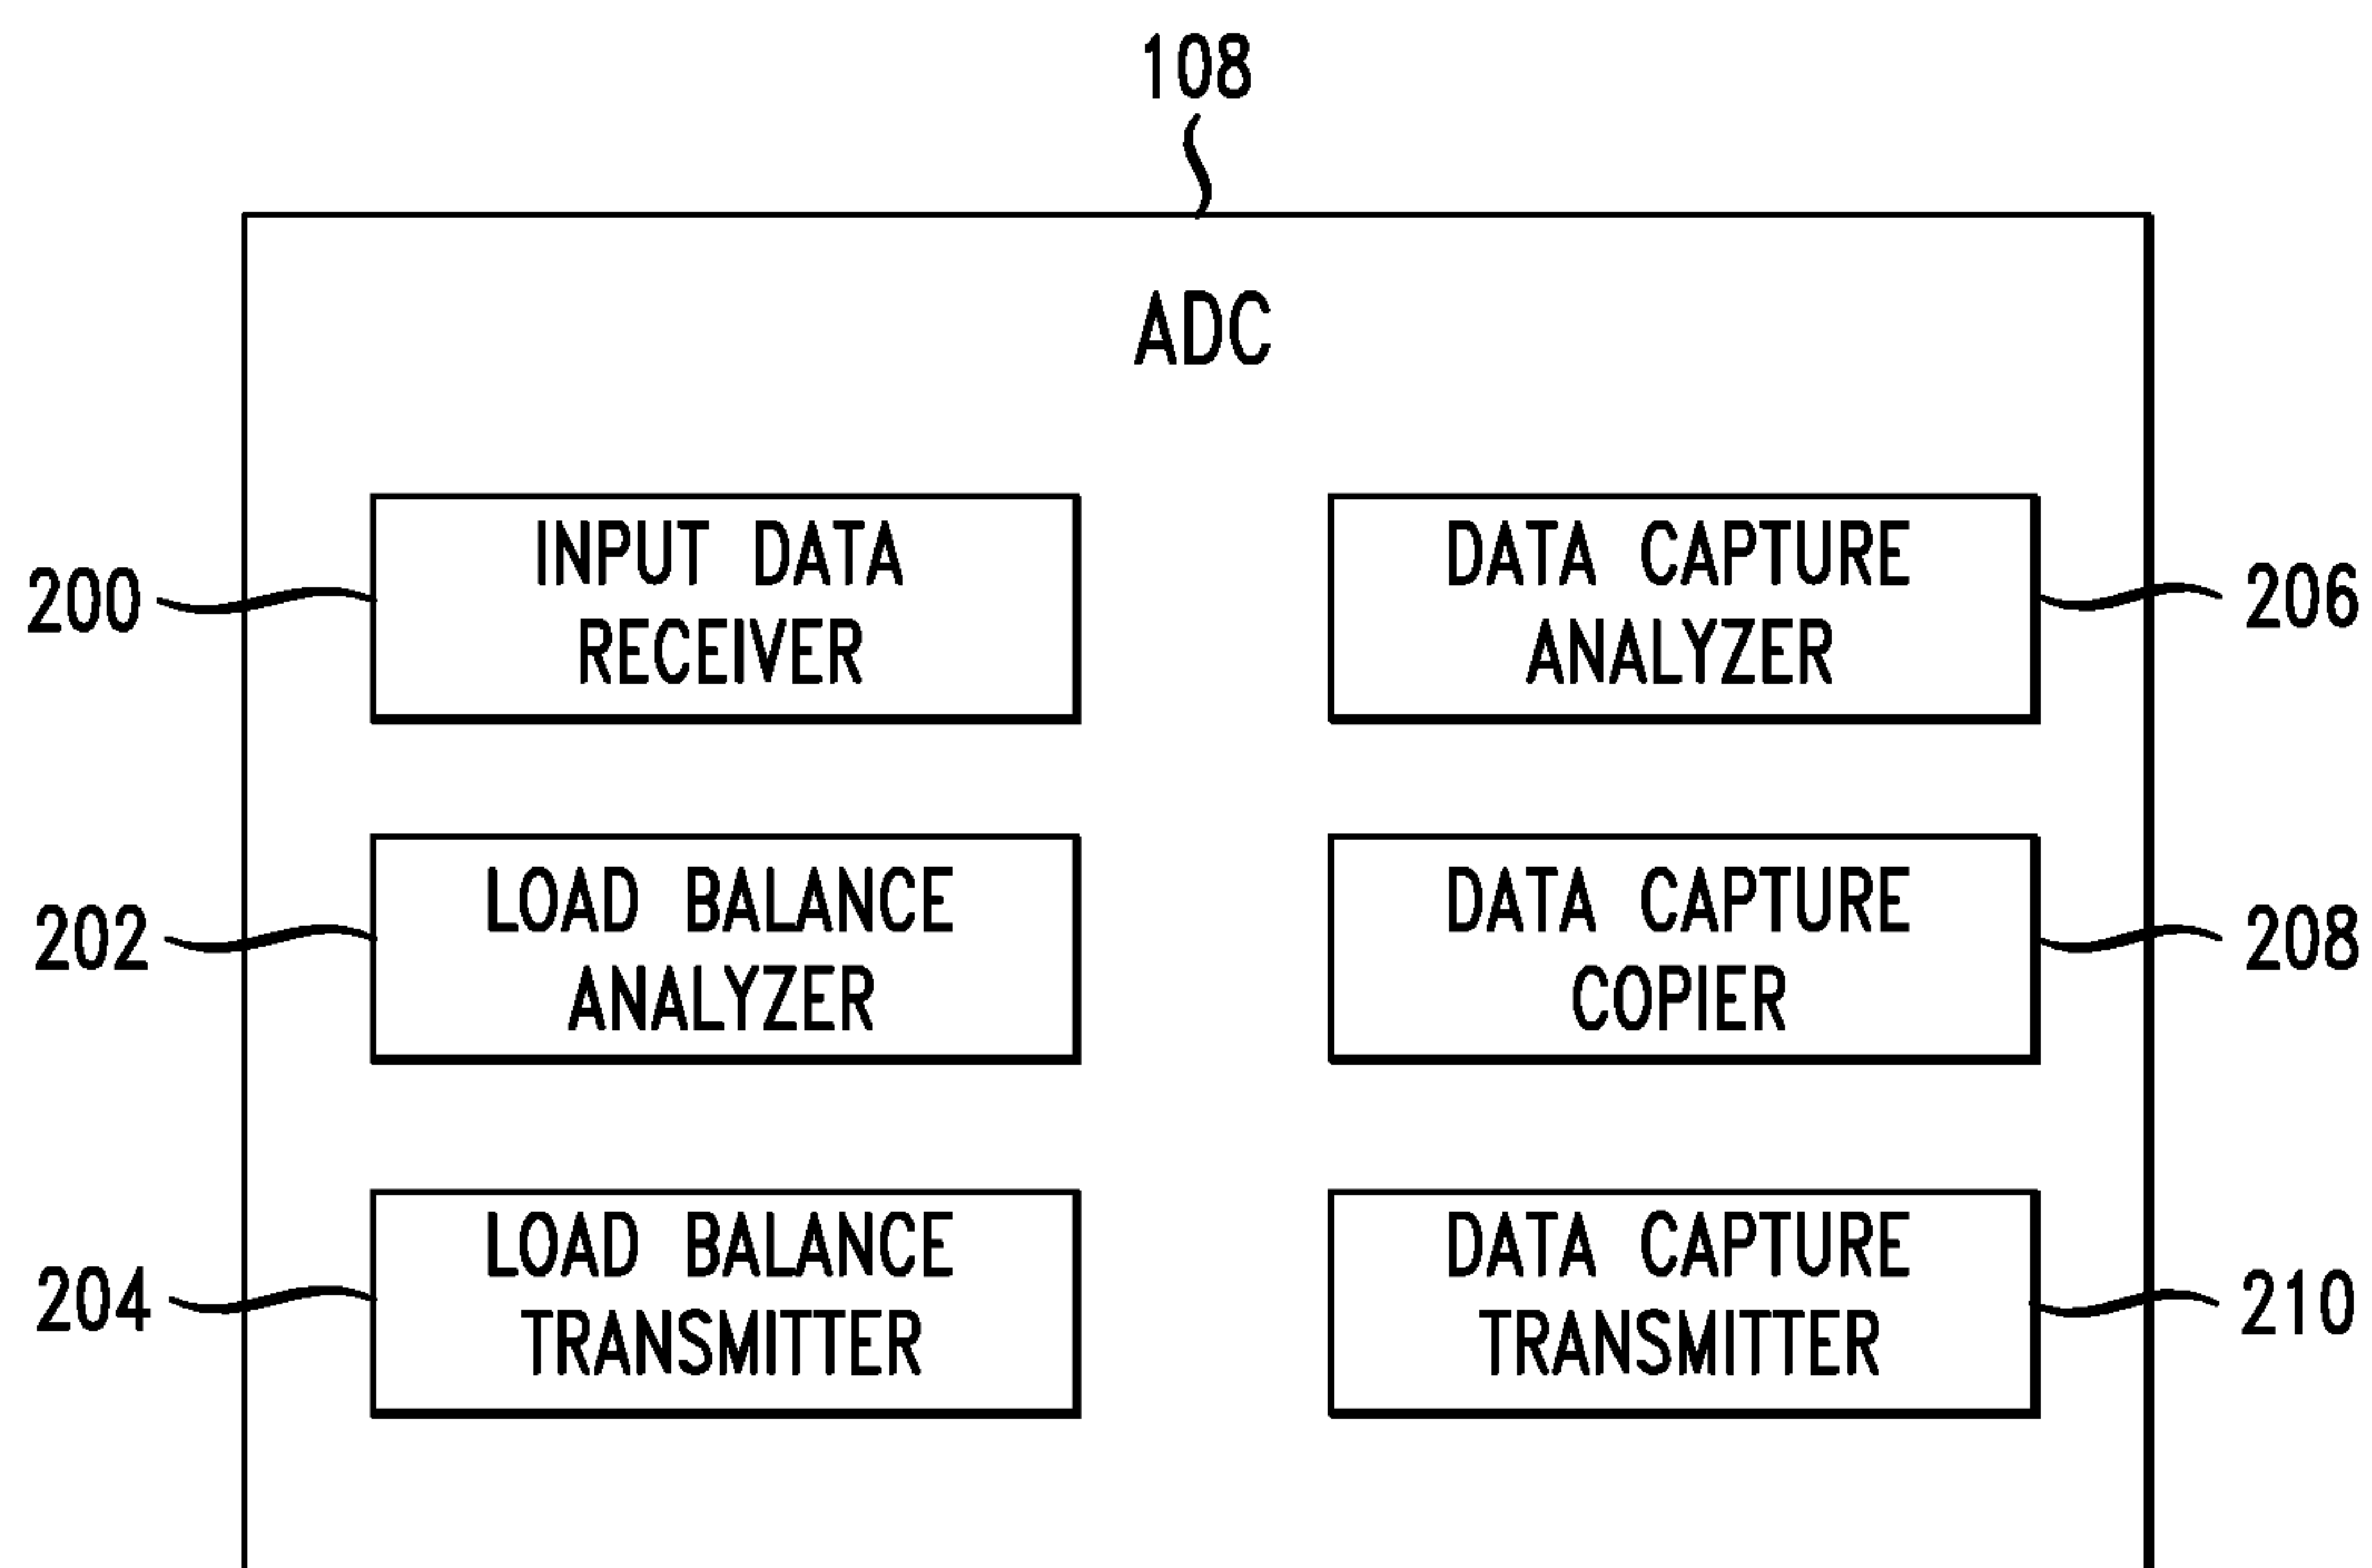 108
ADC
200
INPUT DATA
RECEIVER
DATA CAPTURE
ANALYZER
206
202
LOAD BALANCE
ANALYZER
DATA CAPTURE
COPIER
208
204
LOAD BALANCE
TRANSMITTER
DATA CAPTURE
TRANSMITTER
210